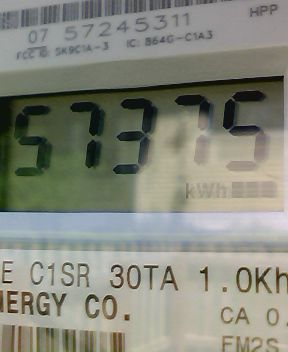 07 57245311
HPP
FCC ID: SK9C1A-3 IC: 864G-C1A3
57375
kWh
E C1SR 30TA 1.0Kh
NERGY CO.
CA 0.
FM2S